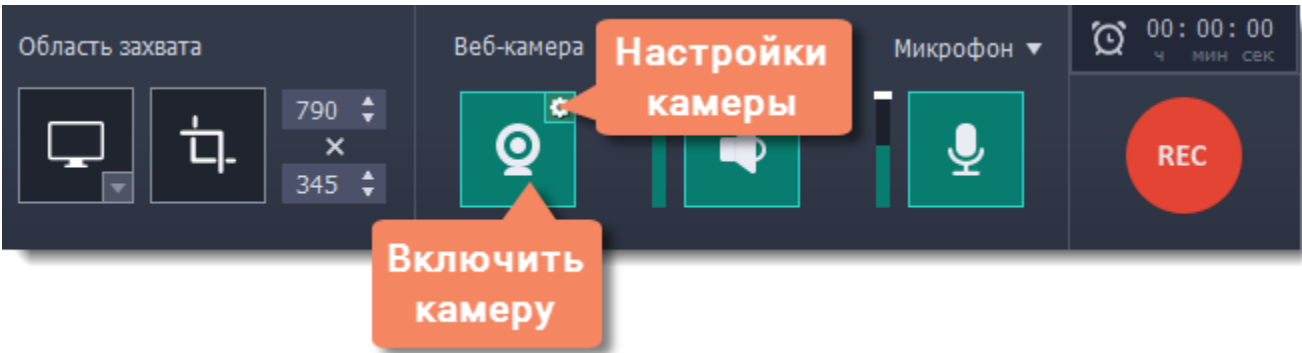 Область захвата
Веб-камера
Настройки
камеры
Микрофон
00:00:00
ч мин сек
790
×
345
REC
Включить
камеру